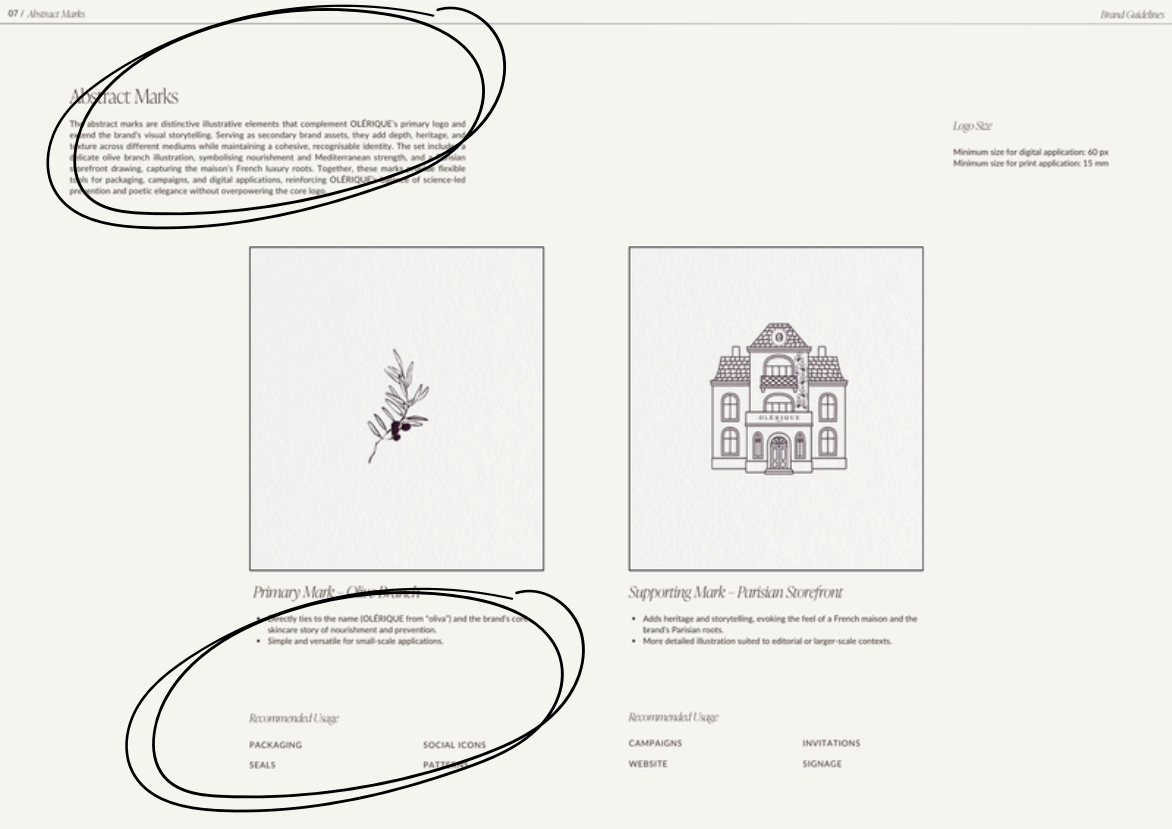 07 / Abstract Marks
Brand Guidelines
Abstract Marks
The abstract marks are distinctive illustrative elements that complement OLÉRIQUE's primary logo and
extend the brand's visual storytelling. Serving as secondary brand assets, they add depth, heritage, and
texture across different mediums while maintaining a cohesive, recognisable identity. The set includes a
delicate olive branch illustration, symbolising nourishment and Mediterranean strength, and a Parisian
storefront drawing, capturing the maison's French luxury roots. Together, these marks provide flexible
tools for packaging, campaigns, and digital applications, reinforcing OLÉRIQUE's of science-led
prevention and poetic elegance without overpowering the core logo.
Logo Size
Minimum size for digital application: 60 px
Minimum size for print application: 15 mm
OLÉRIQUE
Primary Mark – Olive Branch
• Directly ties to the name (OLÉRIQUE from "oliva") and the brand's core
skincare story of nourishment and prevention.
• Simple and versatile for small-scale applications.
Recommended Usage
PACKAGING
SOCIAL ICONS
SEALS
PATTERNS
Supporting Mark – Parisian Storefront
• Adds heritage and storytelling, evoking the feel of a French maison and the
brand's Parisian roots.
• More detailed illustration suited to editorial or larger-scale contexts.
Recommended Usage
CAMPAIGNS
INVITATIONS
WEBSITE
SIGNAGE